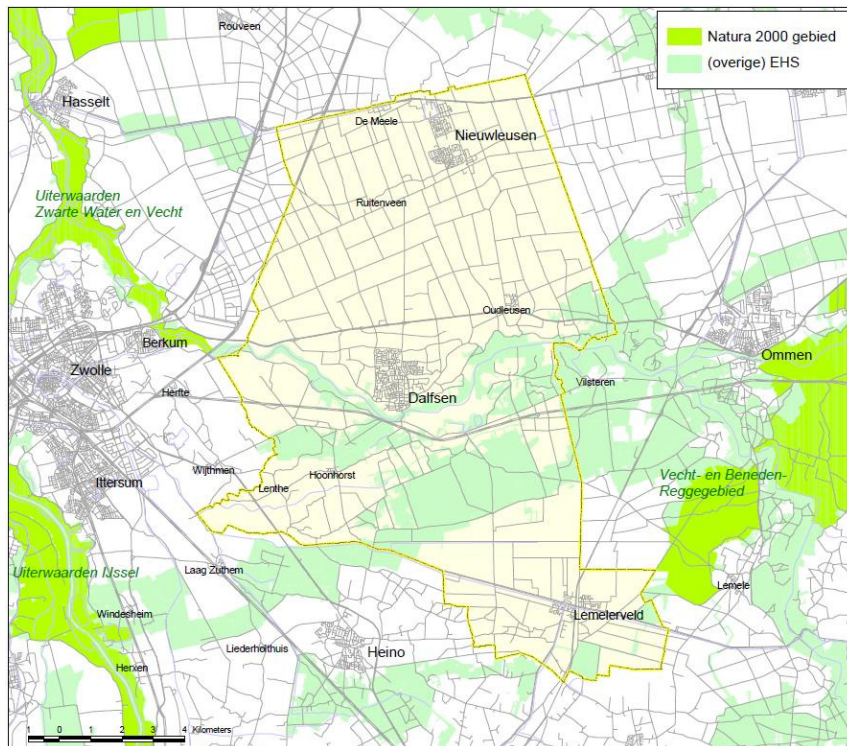 Rouveen
Natura 2000 gebied
(overige) EHS
Hasselt
De Meele
Nieuwleusen
Uiterwaarden
Zwarte Water en Vecht
Ruitenveen
Oudleusen
Berkum
Ommen
Zwolle
Herfte
Dalfsen
Vilsteren
Wijthmen
Hoonhorst
Lenthe
Ittersum
Vecht- en Beneden-
Reggegebied
Uiterwaarden IJssel
Laag Zuthem
Lemele
Windesheim
Lemelerveld
Liederholthuis
Heino
Herxen
1 0 1 2 3 4 Kilometers